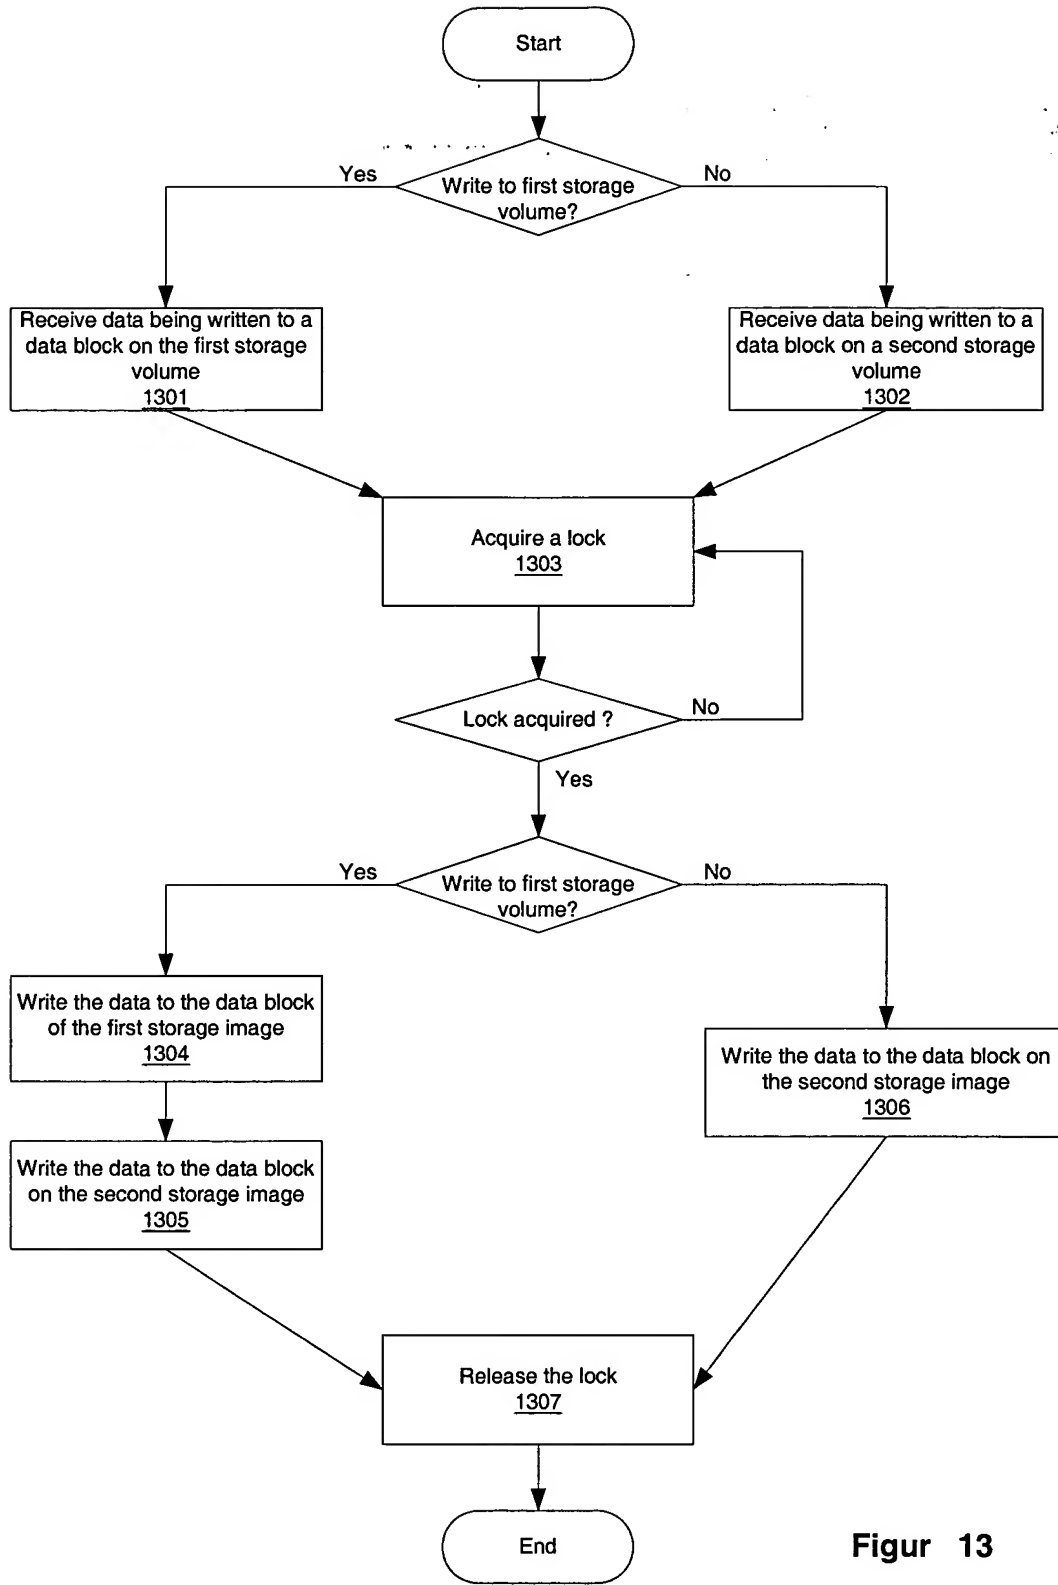 Start
Yes
No
Write to first storage
volume?
Receive data being written to a
data block on the first storage
volume
1301
Receive data being written to a
data block on a second storage
volume
1302
Acquire a lock
1303
Lock acquired ?
No
Yes
Yes
No
Write to first storage
volume?
Write the data to the data block
of the first storage image
1304
Write the data to the data block on
the second storage image
1306
Write the data to the data block
on the second storage image
1305
Release the lock
1307
End
Figur 13